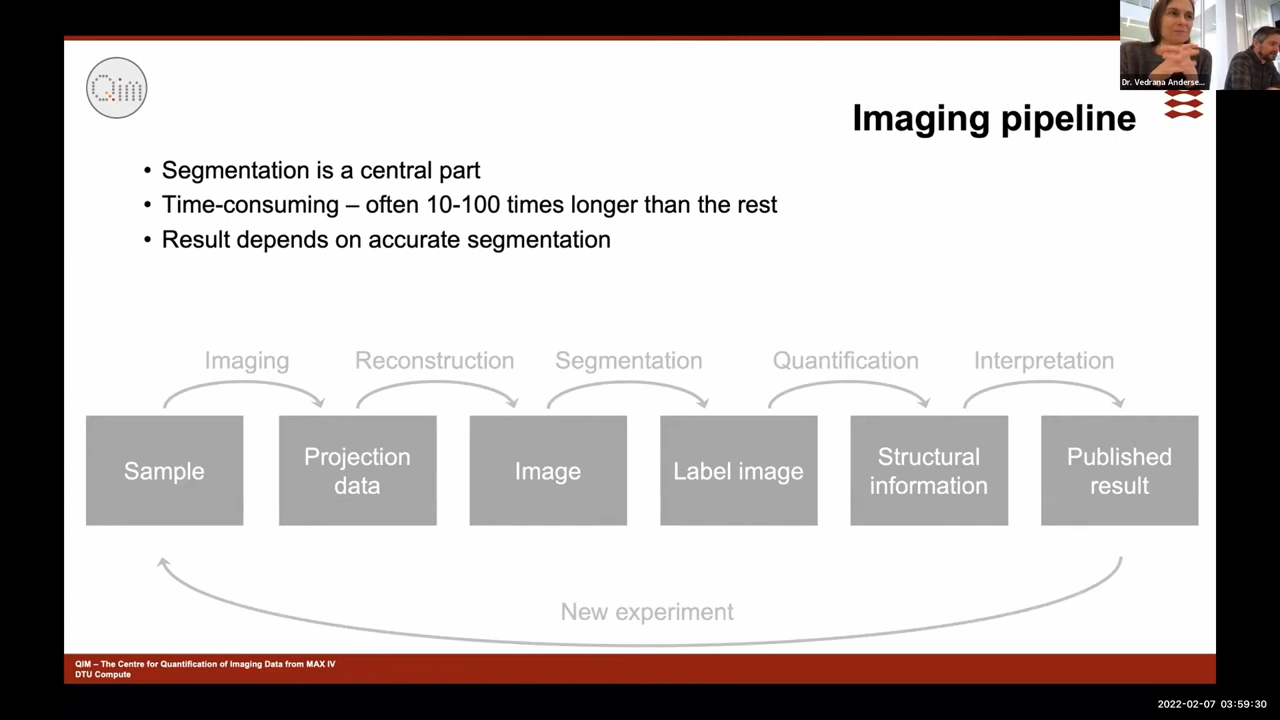 Qim
Dr. Vedrana Anderse...
Imaging pipeline
• Segmentation is a central part
• Time-consuming – often 10-100 times longer than the rest
• Result depends on accurate segmentation
Imaging
Reconstruction
Segmentation
Quantification
Interpretation
Sample
Projection
data
Image
Label image
Structural
information
Published
result
New experiment
QIM – The Centre for Quantification of Imaging Data from MAX IV
DTU Compute
2022-02-07 03:59:30